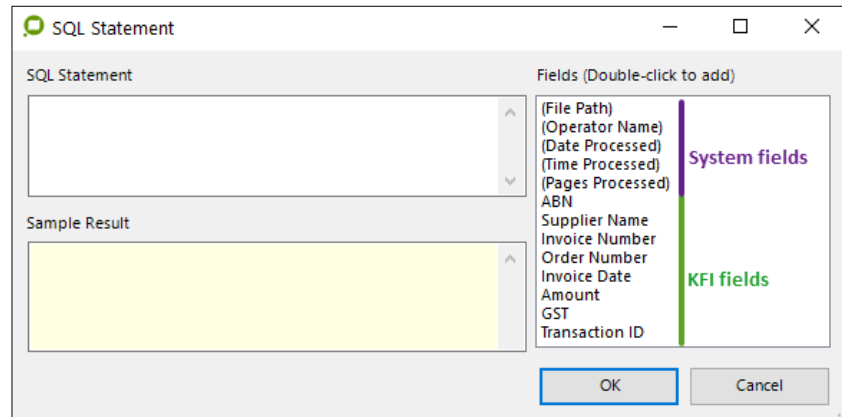 SQL Statement
SQL Statement
Fields (Double-click to add)
(File Path)
(Operator Name)
(Date Processed)
(Time Processed)
(Pages Processed)
ABN
Supplier Name
Invoice Number
Order Number
Invoice Date
Amount
GST
Transaction ID
System fields
KFI fields
Sample Result
OK
Cancel